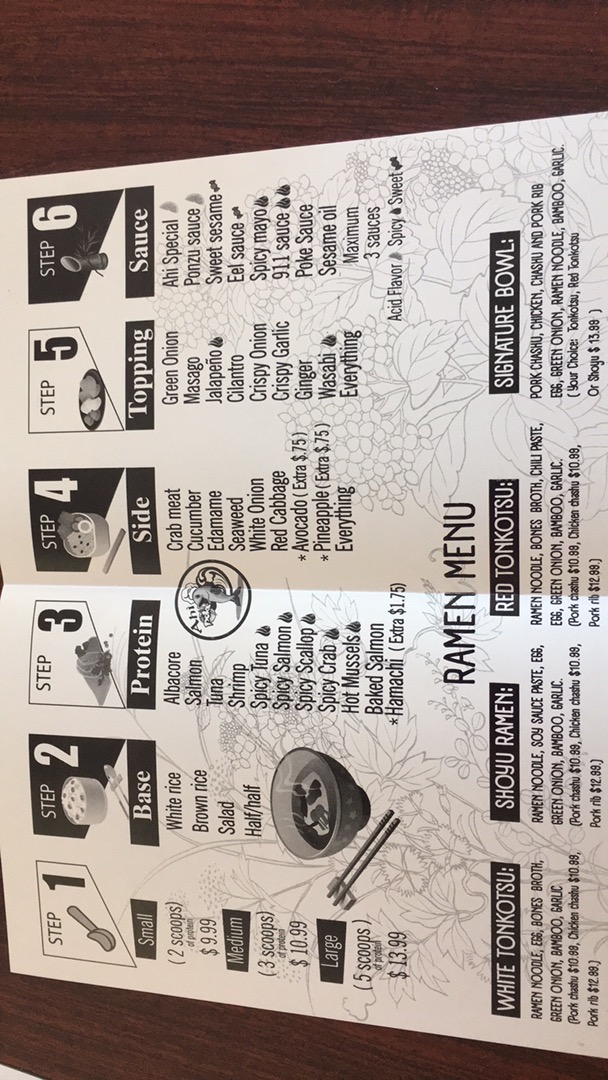 STEP 1
Small
( 2 scoops)
of protein
$ 9.99
Medium
( 3 scoops)
of protein
$ 10.99
Large
( 5 scoops )
of protein
$ 13.99
STEP 2
Base
White rice
Brown rice
Salad
Half/half
STEP 3
Protein
Albacore
Salmon
Tuna
Shrimp
Spicy Tuna
Spicy Salmon
Spicy Scallop
Spicy Crab
Hot Mussels
Baked Salmon
* Hamachi ( Extra $1.75)
Ahi
STEP 4
Side
Crab meat
Cucumber
Edamame
Seaweed
White Onion
Red Cabbage
* Avocado ( Extra $.75 )
* Pineapple ( Extra $.75 )
Everything
STEP 5
Topping
Green Onion
Masago
Jalapeño
Cilantro
Crispy Onion
Crispy Garlic
Ginger
Wasabi
Everything
STEP 6
Sauce
Ahi Special
Ponzu sauce
Sweet sesame
Eel sauce
Spicy mayo
911 sauce
Poke Sauce
Sesame oil
Maximum
3 sauces
Acid Flavor Spicy Sweet
RAMEN MENU
WHITE TONKOTSU:
RAMEN NOODLE, EGG, BONES BROTH,
GREEN ONION, BAMBOO, GARLIC.
(Pork chashu $10.99, Chicken chashu $10.99,
Pork rib $12.99.)
SHOYU RAMEN:
RAMEN NOODLE, SOY SAUCE PASTE, EGG,
GREEN ONION, BAMBOO, GARLIC.
(Pork chashu $10.99, Chicken chashu $10.99,
Pork rib $12.99.)
RED TONKOTSU:
RAMEN NOODLE, BONES BROTH, CHILI PASTE,
EGG, GREEN ONION, BAMBOO, GARLIC.
(Pork chashu $10.99, Chicken chashu $10.99,
Pork rib $12.99.)
SIGNATURE BOWL:
PORK CHASHU, CHICKEN, CHASHU AND PORK RIB
EGG, GREEN ONION, RAMEN NOODLE, BAMBOO, GARLIC.
( Your Choice: Tonkotsu, Red Tonkotsu
Or Shoyu $ 13.99 )